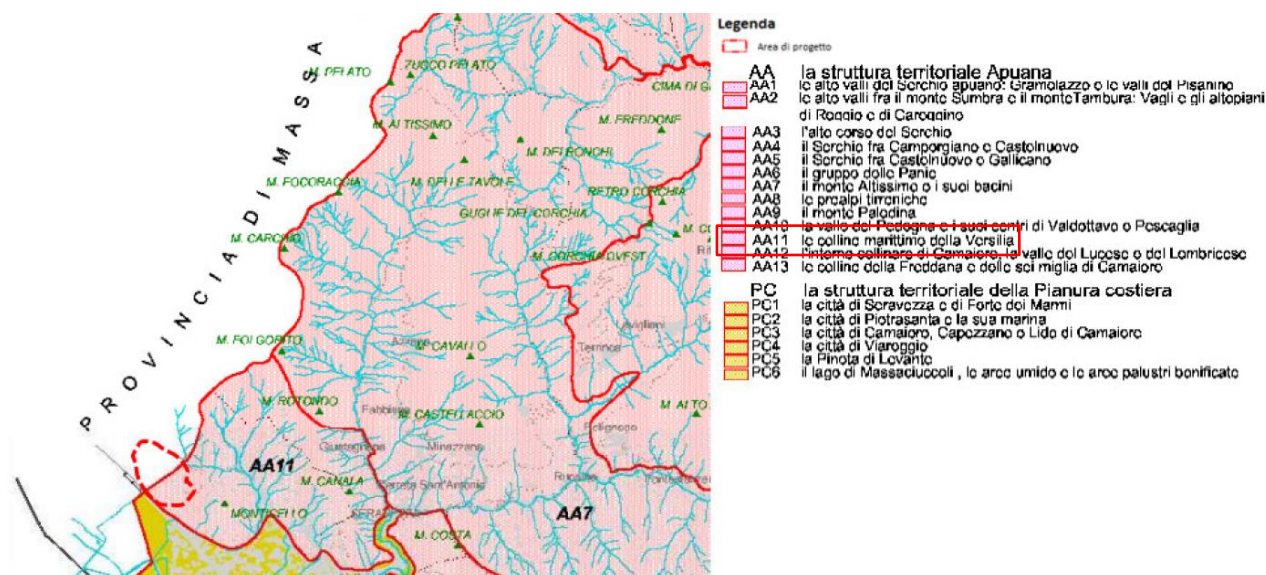 Legenda
Area di progetto
AA la struttura territoriale Apuana
AA1 le alte valli del Serchio apuano: Gramolazzo e le valli del Pisanino
AA2 le alte valli fra il monte Sumbra e il monteTambura: Vagli e gli altopiani
di Roggio e di Careggine
AA3 l'alto corso del Serchio
AA4 il Serchio fra Camporgiano e Castelnuovo
AA5 il Serchio fra Castelnuovo e Gallicano
AA6 il gruppo delle Panie
AA7 il monte Altissimo e i suoi bacini
AA8 le prealpi tirreniche
AA9 il monte Palodina
AA10 la valle del Pedogna e i suoi centri di Valdottavo e Pescaglia
AA11 le colline marittime della Versilia
AA12 l'interno collinare di Camaiore, la valle del Lucese e del Lombricese
AA13 le colline della Freddana e delle sei miglia di Camaiore
PC la struttura territoriale della Pianura costiera
PC1 la città di Seravezza e di Forte dei Marmi
PC2 la città di Pietrasanta e la sua marina
PC3 la città di Camaiore, Capezzano e Lido di Camaiore
PC4 la città di Viareggio
PC5 la Pineta di Levante
PC6 il lago di Massaciuccoli , le aree umide e le aree palustri bonificate
PROVINCIA DI MASSA
M. PELATO
ZUCCO PELATO
CIMA DI
M. ALTISSIMO
M. FREDDONE
M. DEI RONCHI
M. FOCORACCIA
M. DELLE TAVOLE
RETRO CORCHIA
GUGLIE DEL CORCHIA
M. CARCHIO
M. CORCHIA OVEST
Levigliani
Terrinca
M. FOLGORITO
M. CAVALLO
M. ROTONDO
Fabbiano
M. CASTELLACCIO
M. ALTO
Giustagnana
Minazzana
AA11
M. CANALA
Ruosina
MONTICELLO
AA7
M. COSTA